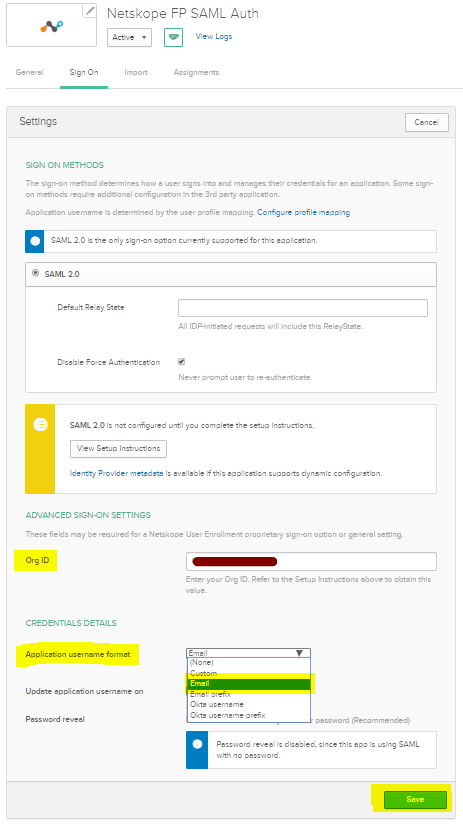 Netskope FP SAML Auth
Active
View Logs
General Sign On Import Assignments
Settings
Cancel
SIGN ON METHODS
The sign-on method determines how a user signs into and manages their credentials for an application. Some sign-
on methods require additional configuration in the 3rd party application.
Application username is determined by the user profile mapping. Configure profile mapping
SAML 2.0 is the only sign-on option currently supported for this application.
SAML 2.0
Default Relay State
All IDP-initiated requests will include this RelayState.
Disable Force Authentication
Never prompt user to re-authenticate.
SAML 2.0 is not configured until you complete the setup instructions.
View Setup Instructions
Identity Provider metadata is available if this application supports dynamic configuration.
ADVANCED SIGN-ON SETTINGS
These fields may be required for a Netskope User Enrollment proprietary sign-on option or general setting.
Org ID
Enter your Org ID. Refer to the Setup Instructions above to obtain this
value.
CREDENTIALS DETAILS
Application username format
Email
(None)
Custom
Email
Email prefix
Okta username
Okta username prefix
Update application username on
Password reveal
password (Recommended)
Password reveal is disabled, since this app is using SAML
with no password.
Save